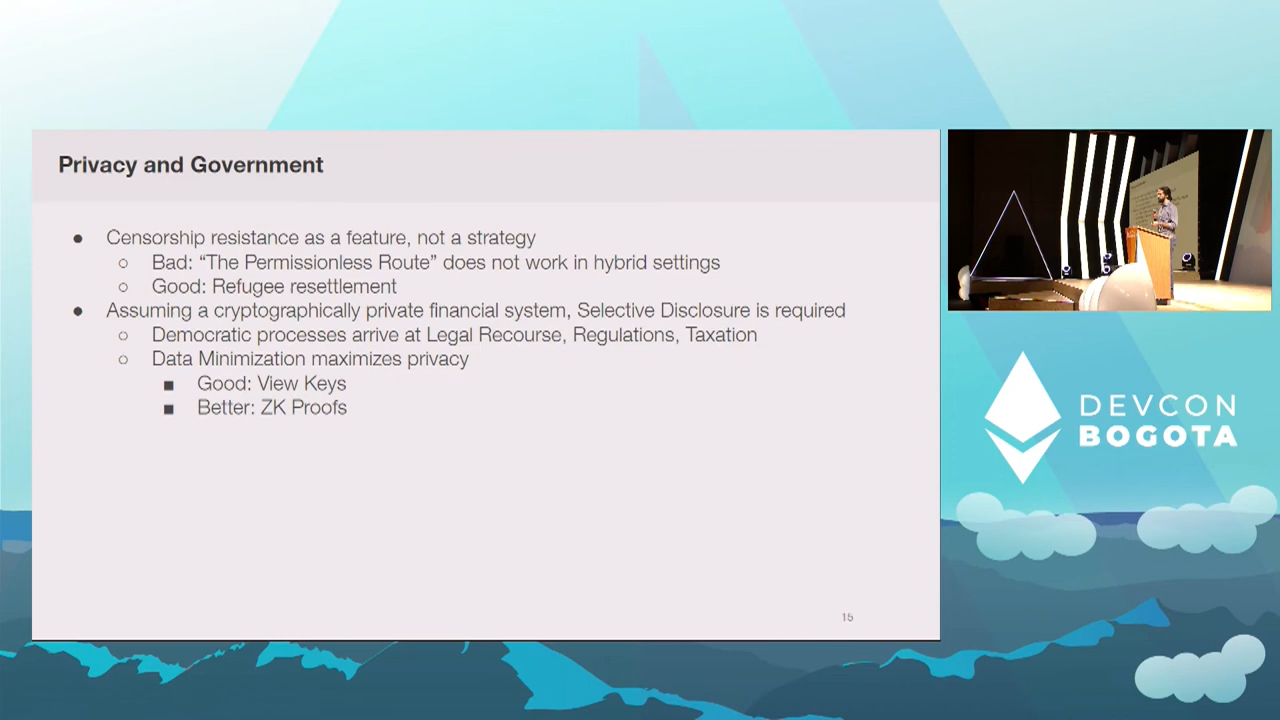 Privacy and Government
● Censorship resistance as a feature, not a strategy
○ Bad: “The Permissionless Route” does not work in hybrid settings
○ Good: Refugee resettlement
● Assuming a cryptographically private financial system, Selective Disclosure is required
○ Democratic processes arrive at Legal Recourse, Regulations, Taxation
○ Data Minimization maximizes privacy
■ Good: View Keys
■ Better: ZK Proofs
15
DEVCON
BOGOTA